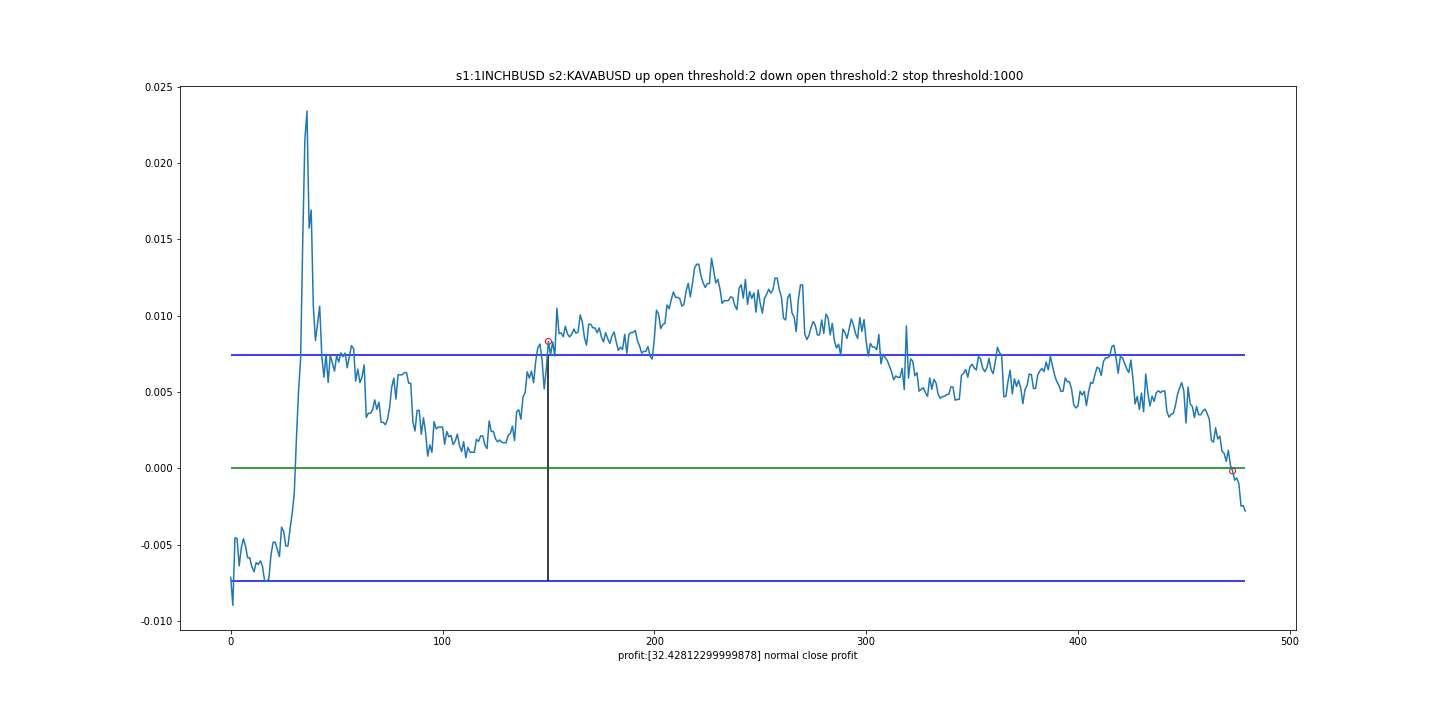 s1:1INCHBUSD s2:KAVABUSD up open threshold:2 down open threshold:2 stop threshold:1000
0.025
0.020
0.015
0.010
0.005
0.000
-0.005
-0.010
0 100 200 300 400 500
profit:[32.42812299999878] normal close profit